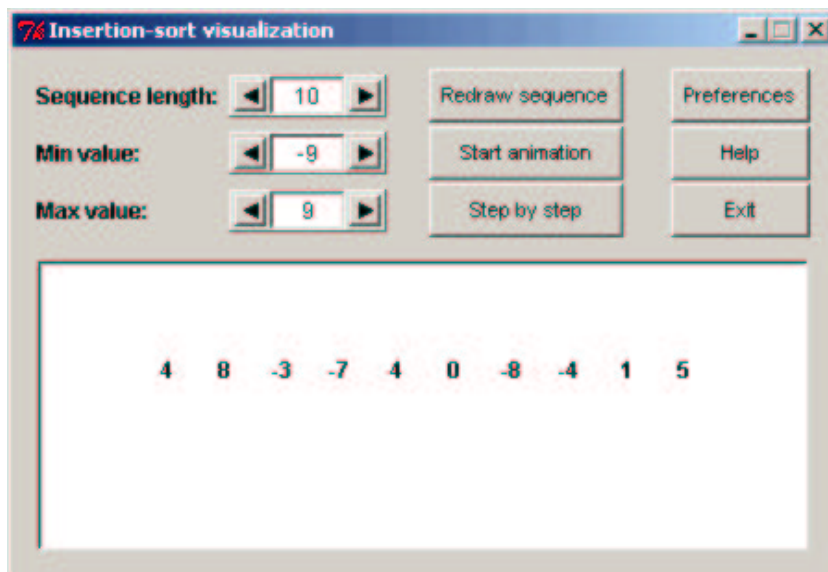 Insertion-sort visualization
Sequence length: 10 Redraw sequence Preferences
Min value: -9 Start animation Help
Max value: 9 Step by step Exit
4 8 -3 -7 4 0 -8 -4 1 5